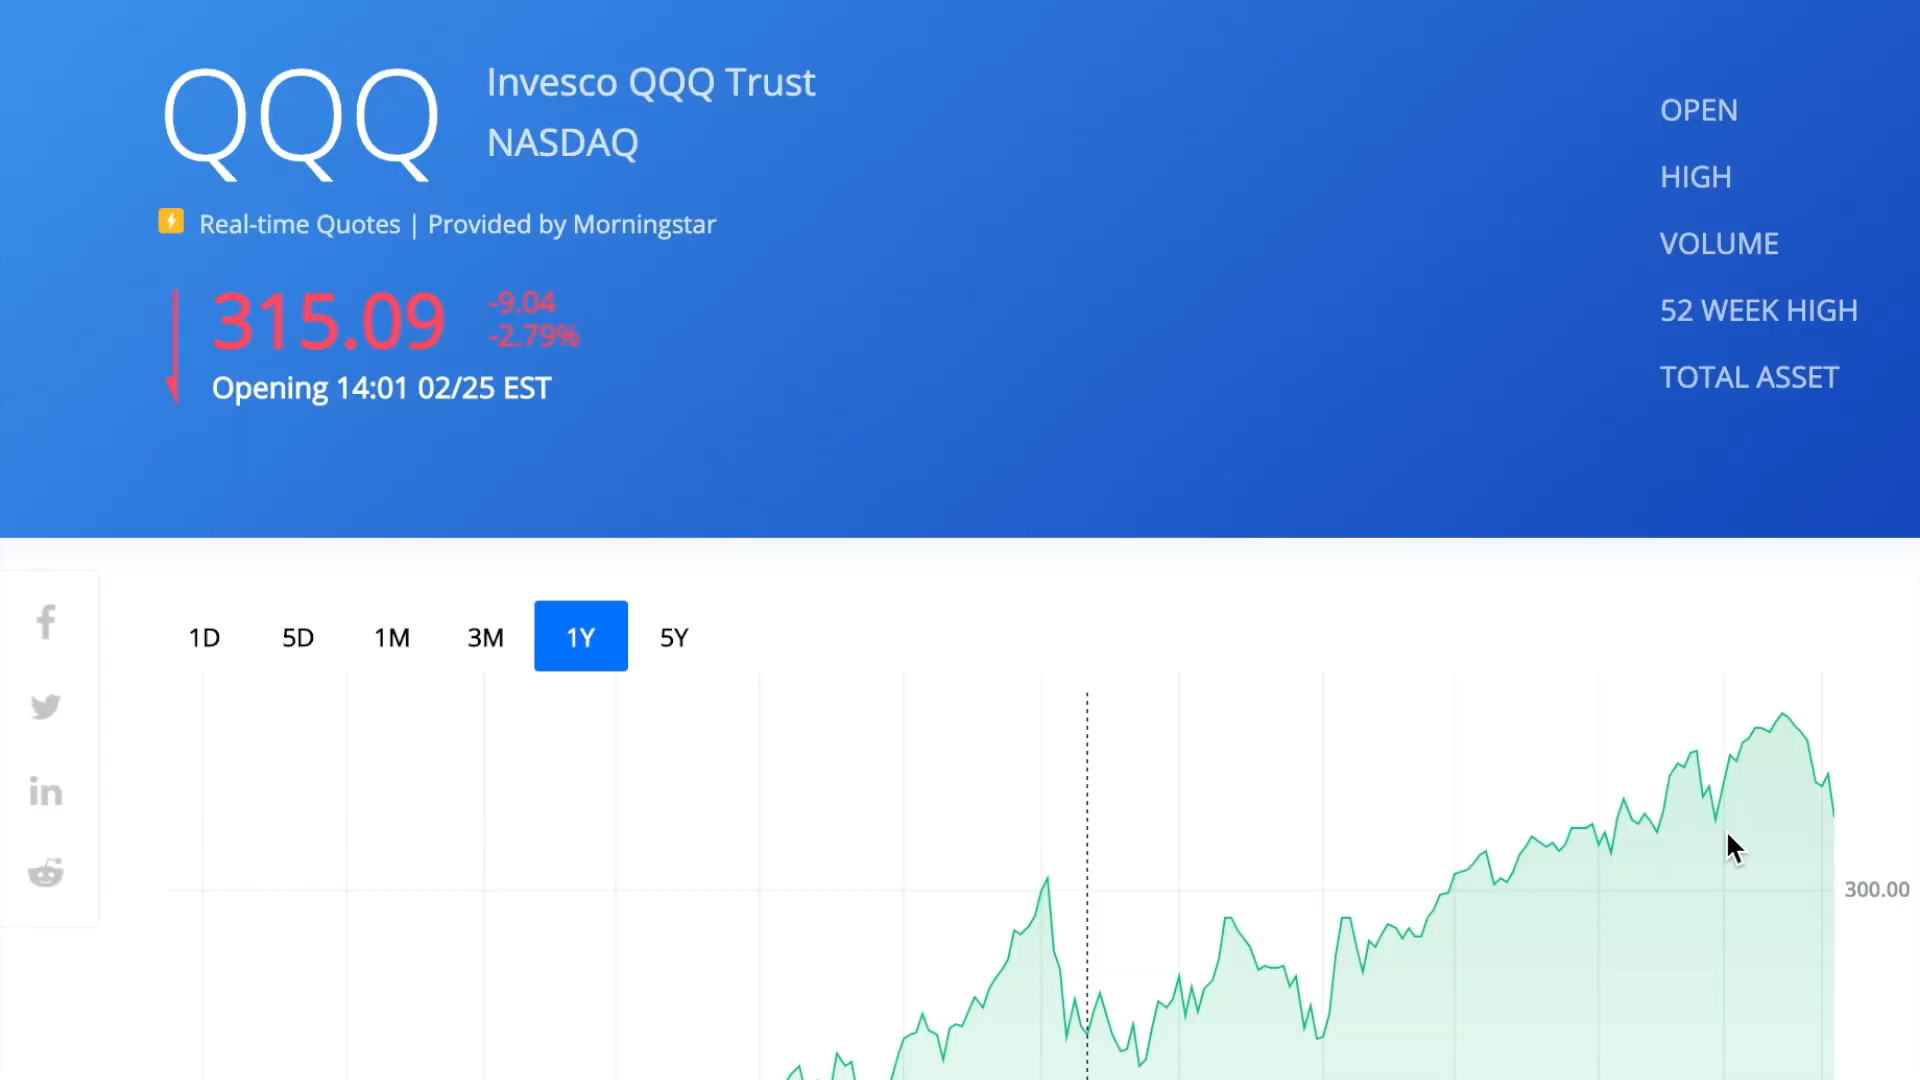 QQQ
Invesco QQQ Trust
NASDAQ
Real-time Quotes | Provided by Morningstar
315.09
-9.04
-2.79%
Opening 14:01 02/25 EST
OPEN
HIGH
VOLUME
52 WEEK HIGH
TOTAL ASSET
1D 5D 1M 3M 1Y 5Y
300.00